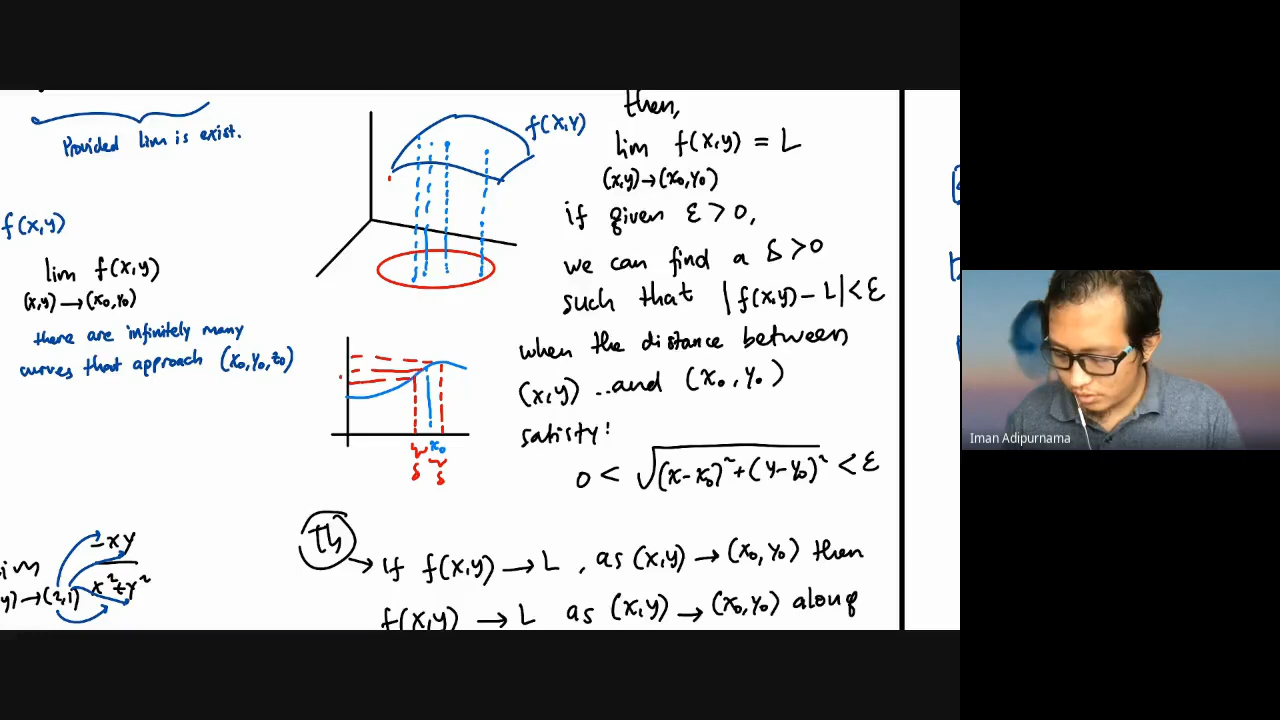 Provided lim is exist.
f(x,y)
lim f(x,y)
(x,y)→(x₀,y₀)
there are infinitely many
curves that approach (x₀,y₀,z₀)
-xy
x²+y²
→(2,1)
f(x,y)
x₀
δ δ
then,
lim f(x,y) = L
(x,y)→(x₀,y₀)
if given ε>0,
we can find a δ>0
such that |f(x,y)-L|<ε
when the distance between
(x,y) ..and (x₀,y₀)
satisty:
0 < √(x-x₀)²+(y-y₀)² < ε
Th
→ if f(x,y)→L , as (x,y)→(x₀,y₀) then
f(x,y) → L as (x,y)→(x₀,y₀) along
Iman Adipurnama